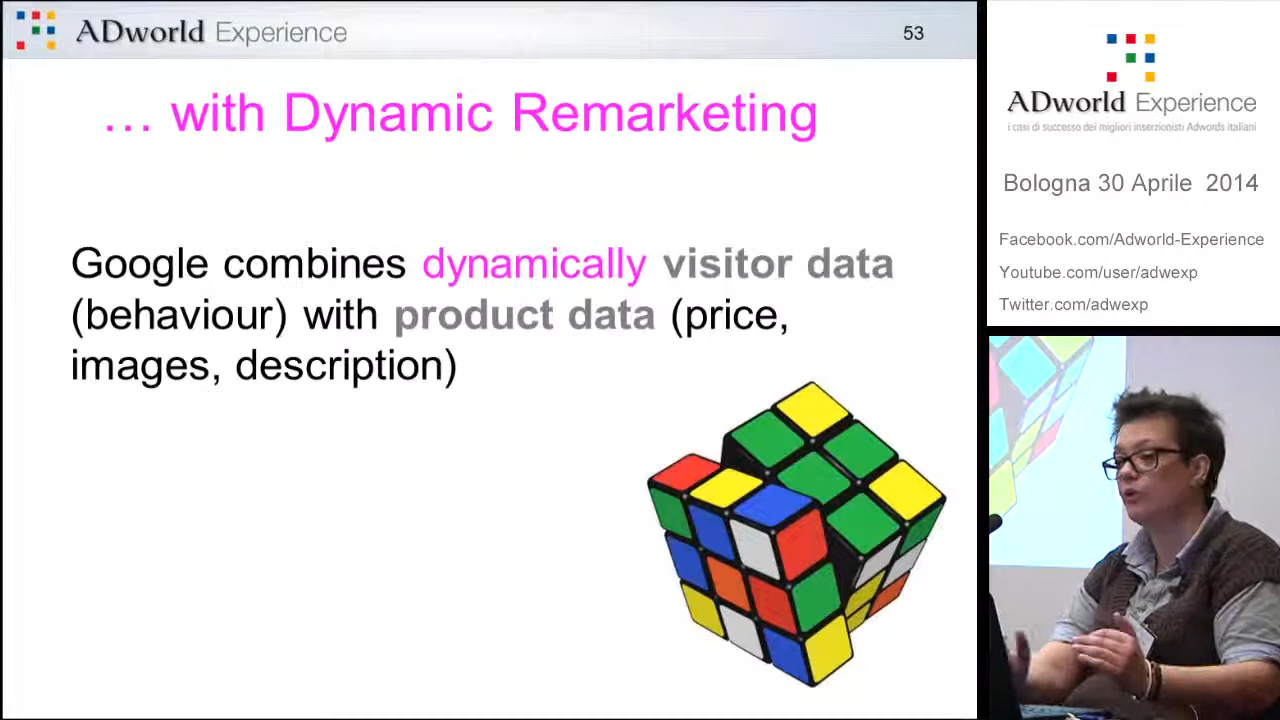 ADworld Experience
53
… with Dynamic Remarketing
Google combines dynamically visitor data
(behaviour) with product data (price,
images, description)
ADworld Experience
i casi di successo dei migliori inserzionisti Adwords italiani
Bologna 30 Aprile 2014
Facebook.com/Adworld-Experience
Youtube.com/user/adwexp
Twitter.com/adwexp